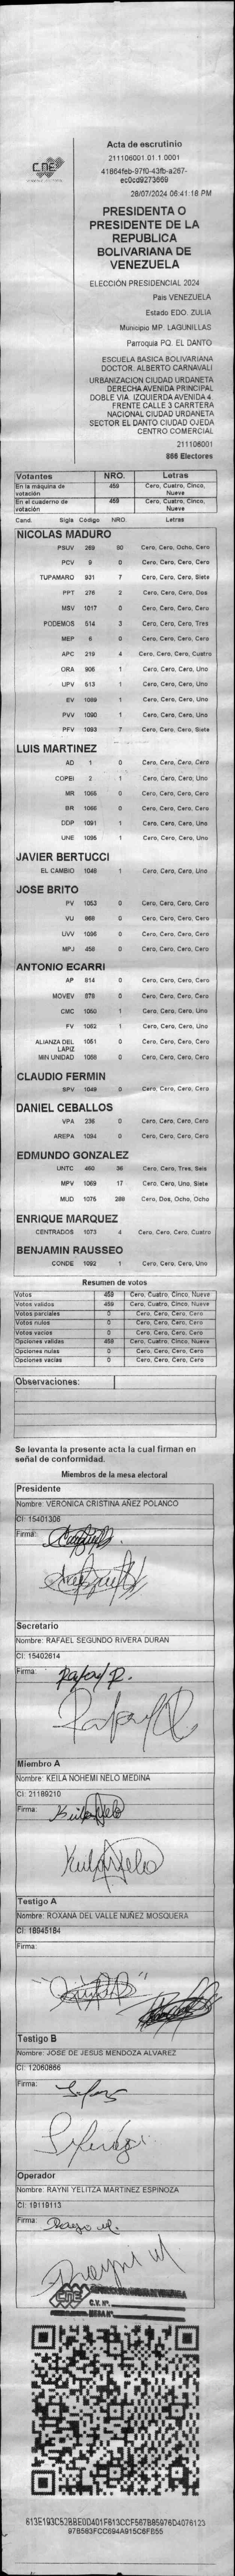 CNE
Acta de escrutinio
211106001.01.1.0001
41864feb-97f0-43fb-a267-
ec0cd9273669
28/07/2024 06:41:18 PM
PRESIDENTA O
PRESIDENTE DE LA
REPUBLICA
BOLIVARIANA DE
VENEZUELA
ELECCIÓN PRESIDENCIAL 2024
Pais VENEZUELA
Estado EDO. ZULIA
Municipio MP. LAGUNILLAS
Parroquia PQ. EL DANTO
ESCUELA BASICA BOLIVARIANA
DOCTOR. ALBERTO CARNAVALI
URBANIZACION CIUDAD URDANETA
DERECHA AVENIDA PRINCIPAL
DOBLE VIA. IZQUIERDA AVENIDA 4.
FRENTE CALLE 3 CARRTERA
NACIONAL CIUDAD URDANETA
SECTOR EL DANTO CIUDAD OJEDA
CENTRO COMERCIAL
211106001
866 Electores
Votantes NRO. Letras
En la máquina de votación 459 Cero, Cuatro, Cinco, Nueve
En el cuaderno de votación 459 Cero, Cuatro, Cinco, Nueve
Cand. Sigla Código NRO. Letras
NICOLAS MADURO
PSUV 269 80 Cero, Cero, Ocho, Cero
PCV 9 0 Cero, Cero, Cero, Cero
TUPAMARO 931 7 Cero, Cero, Cero, Siete
PPT 276 2 Cero, Cero, Cero, Dos
MSV 1017 0 Cero, Cero, Cero, Cero
PODEMOS 514 3 Cero, Cero, Cero, Tres
MEP 6 0 Cero, Cero, Cero, Cero
APC 219 4 Cero, Cero, Cero, Cuatro
ORA 906 1 Cero, Cero, Cero, Uno
UPV 513 1 Cero, Cero, Cero, Uno
EV 1089 1 Cero, Cero, Cero, Uno
PVV 1090 1 Cero, Cero, Cero, Uno
PFV 1093 7 Cero, Cero, Cero, Siete
LUIS MARTINEZ
AD 1 0 Cero, Cero, Cero, Cero
COPEI 2 1 Cero, Cero, Cero, Uno
MR 1065 0 Cero, Cero, Cero, Cero
BR 1066 0 Cero, Cero, Cero, Cero
DDP 1091 1 Cero, Cero, Cero, Uno
UNE 1095 1 Cero, Cero, Cero, Uno
JAVIER BERTUCCI
EL CAMBIO 1048 1 Cero, Cero, Cero, Uno
JOSE BRITO
PV 1053 0 Cero, Cero, Cero, Cero
VU 868 0 Cero, Cero, Cero, Cero
UVV 1096 0 Cero, Cero, Cero, Cero
MPJ 458 0 Cero, Cero, Cero, Cero
ANTONIO ECARRI
AP 814 0 Cero, Cero, Cero, Cero
MOVEV 878 0 Cero, Cero, Cero, Cero
CMC 1050 1 Cero, Cero, Cero, Uno
FV 1062 1 Cero, Cero, Cero, Uno
ALIANZA DEL LAPIZ 1051 0 Cero, Cero, Cero, Cero
MIN UNIDAD 1058 0 Cero, Cero, Cero, Cero
CLAUDIO FERMIN
SPV 1049 0 Cero, Cero, Cero, Cero
DANIEL CEBALLOS
VPA 236 0 Cero, Cero, Cero, Cero
AREPA 1094 0 Cero, Cero, Cero, Cero
EDMUNDO GONZALEZ
UNTC 460 36 Cero, Cero, Tres, Seis
MPV 1069 17 Cero, Cero, Uno, Siete
MUD 1075 288 Cero, Dos, Ocho, Ocho
ENRIQUE MARQUEZ
CENTRADOS 1073 4 Cero, Cero, Cero, Cuatro
BENJAMIN RAUSSEO
CONDE 1092 1 Cero, Cero, Cero, Uno
Resumen de votos
Votos 459 Cero, Cuatro, Cinco, Nueve
Votos validos 459 Cero, Cuatro, Cinco, Nueve
Votos parciales 0 Cero, Cero, Cero, Cero
Votos nulos 0 Cero, Cero, Cero, Cero
Votos vacios 0 Cero, Cero, Cero, Cero
Opciones validas 459 Cero, Cuatro, Cinco, Nueve
Opciones nulas 0 Cero, Cero, Cero, Cero
Opciones vacias 0 Cero, Cero, Cero, Cero
Observaciones:
Se levanta la presente acta la cual firman en
señal de conformidad.
Miembros de la mesa electoral
Presidente
Nombre: VERONICA CRISTINA AÑEZ POLANCO
CI: 15401306
Firma:
Secretario
Nombre: RAFAEL SEGUNDO RIVERA DURAN
CI: 15402614
Firma: Rafael R.
Miembro A
Nombre: KEILA NOHEMI NELO MEDINA
CI: 21189210
Firma: Keila Nelo
Keila Nelo
Testigo A
Nombre: ROXANA DEL VALLE NUÑEZ MOSQUERA
CI: 18945184
Firma:
Testigo B
Nombre: JOSE DE JESUS MENDOZA ALVAREZ
CI: 12060866
Firma:
Operador
Nombre: RAYNI YELITZA MARTINEZ ESPINOZA
CI: 19119113
Firma: Rayni M.
Rayni M
CNE
C.V. Nº.
MESA Nº
613E193C52BBE0D401F613CCF567B85976D4076123
97B563FCC694A915C6FB55